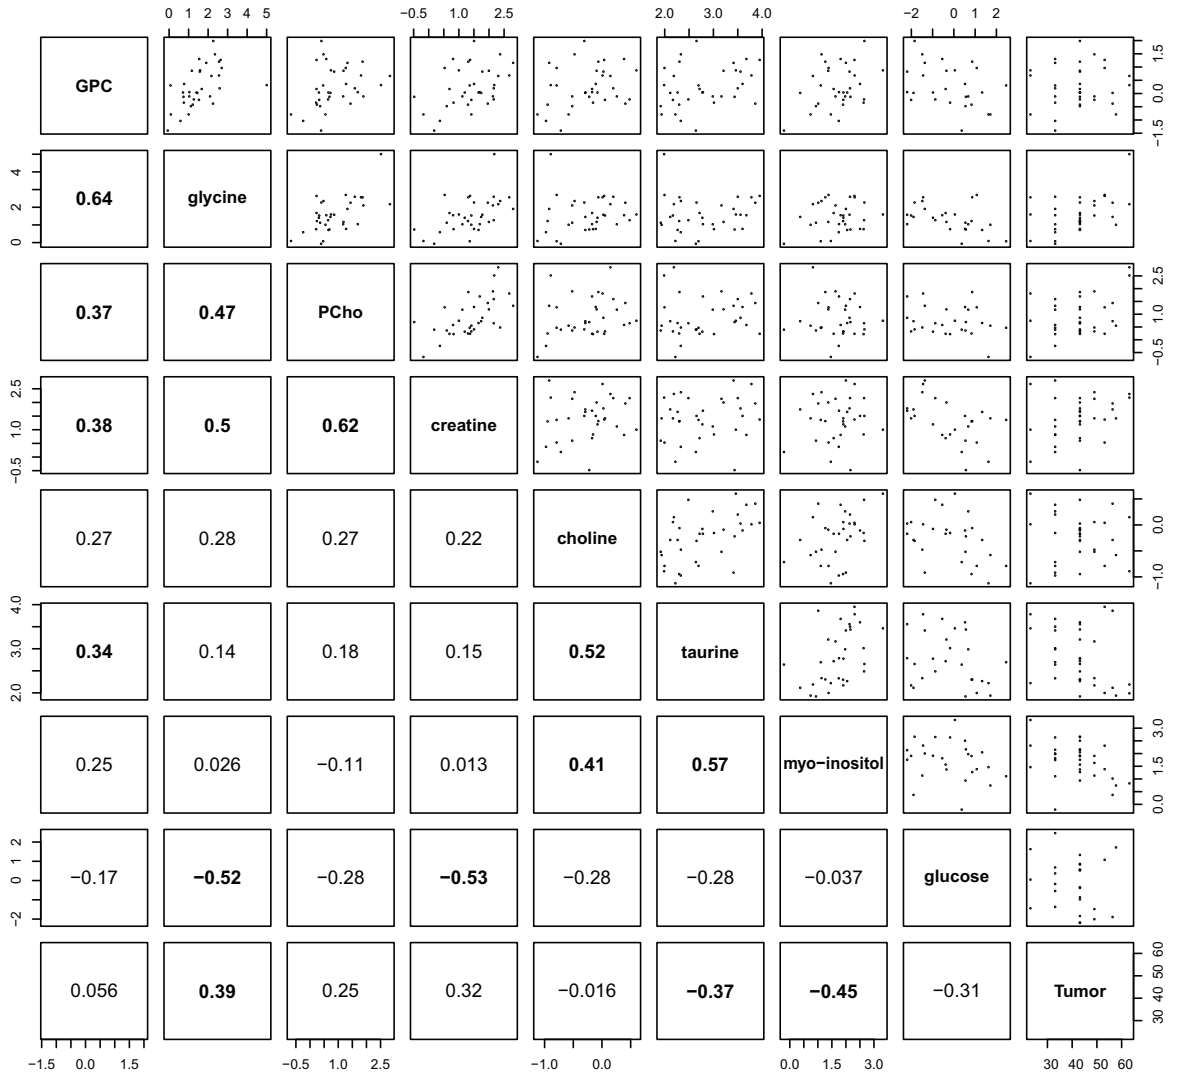 0 1 2 3 4 5 −0.5 1.0 2.5 2.0 3.0 4.0 −2 0 1 2
GPC −1.5 0.0 1.5
0 2 4 0.64 glycine
0.37 0.47 PCho −0.5 1.0 2.5
−0.5 1.0 2.5 0.38 0.5 0.62 creatine
0.27 0.28 0.27 0.22 choline −1.0 0.0
2.0 3.0 4.0 0.34 0.14 0.18 0.15 0.52 taurine
0.25 0.026 −0.11 0.013 0.41 0.57 myo−inositol 0.0 1.5 3.0
−2 0 1 2 −0.17 −0.52 −0.28 −0.53 −0.28 −0.28 −0.037 glucose
0.056 0.39 0.25 0.32 −0.016 −0.37 −0.45 −0.31 Tumor 30 40 50 60
−1.5 0.0 1.5 −0.5 1.0 2.5 −1.0 0.0 0.0 1.5 3.0 30 40 50 60